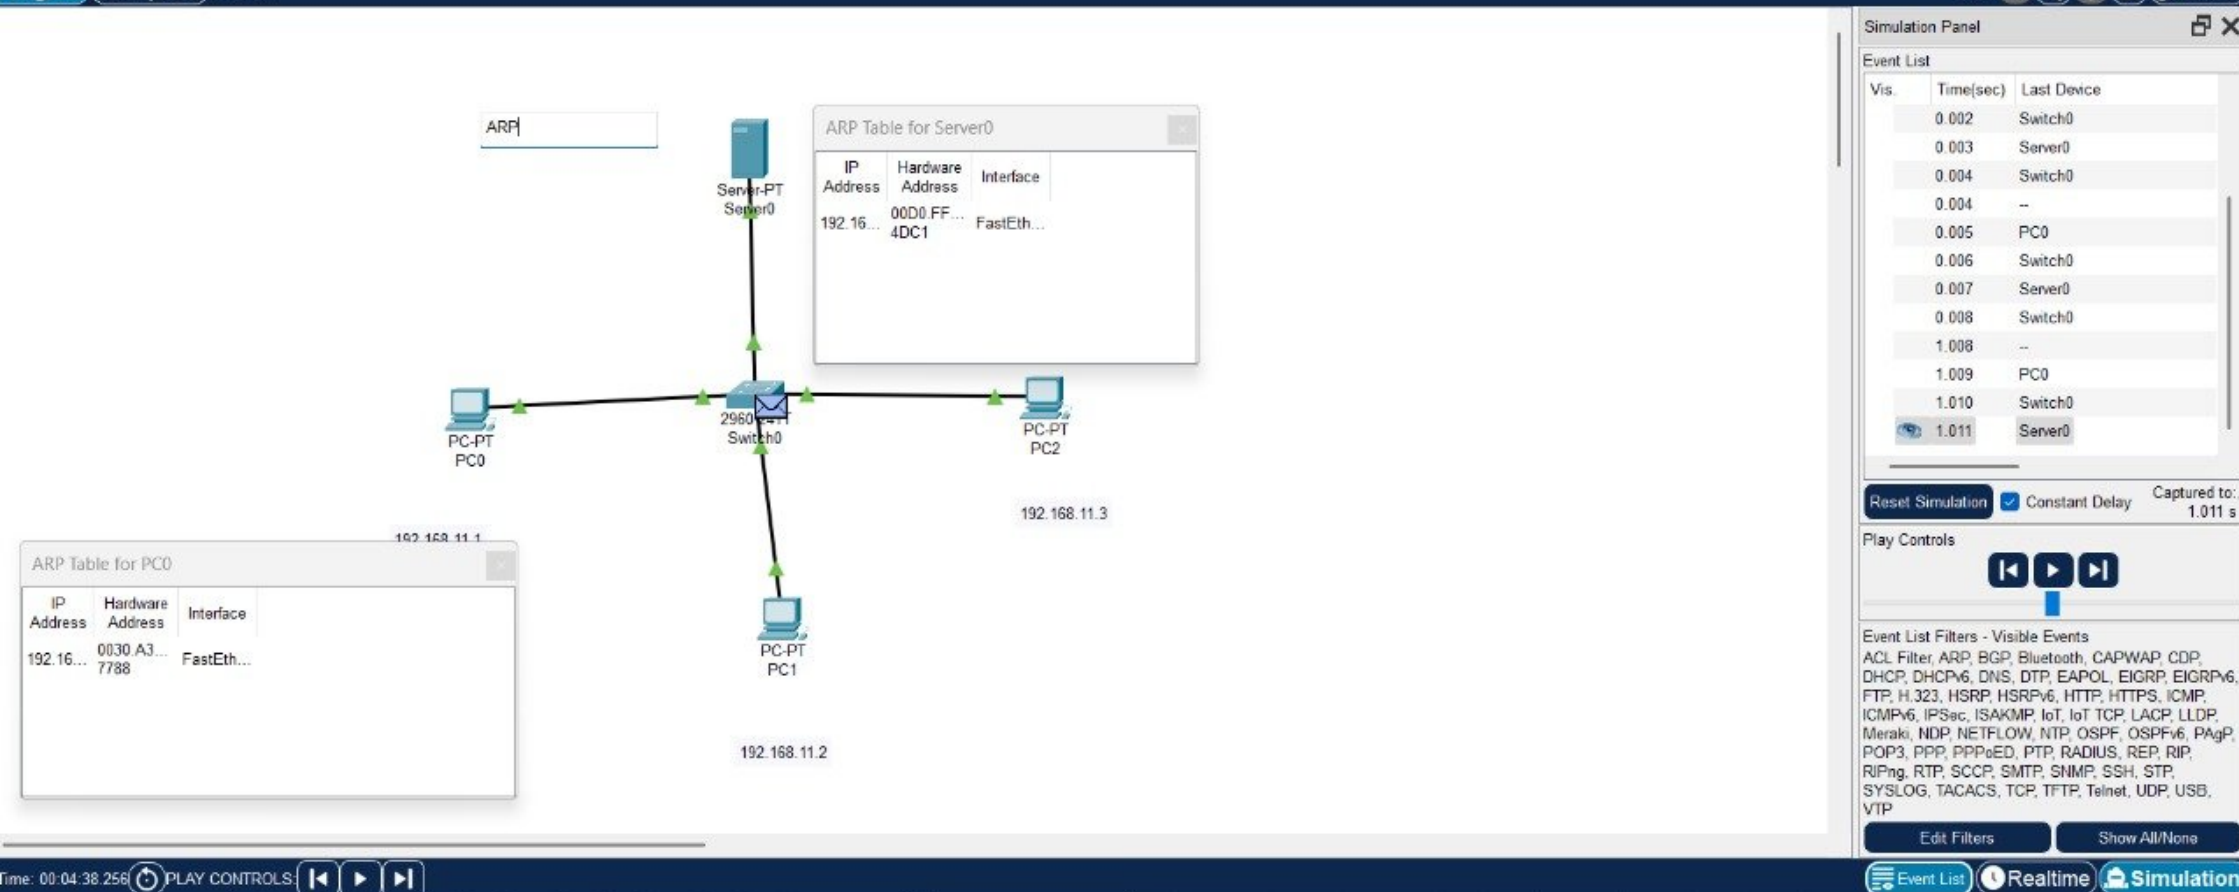 ARP
Server-PT
Server0
ARP Table for Server0
IP Address Hardware Address Interface
192.16... 00D0.FF... 4DC1 FastEth...
PC-PT
PC0
Switch0
PC-PT
PC2
192.168.11.1
192.168.11.3
ARP Table for PC0
IP Address Hardware Address Interface
192.16... 0030.A3... 7788 FastEth...
PC-PT
PC1
192.168.11.2
Simulation Panel
Event List
Vis. Time(sec) Last Device
0.002 Switch0
0.003 Server0
0.004 Switch0
0.004 --
0.005 PC0
0.006 Switch0
0.007 Server0
0.008 Switch0
1.008 --
1.009 PC0
1.010 Switch0
1.011 Server0
Reset Simulation Constant Delay Captured to:
1.011 s
Play Controls
Event List Filters - Visible Events
ACL Filter, ARP, BGP, Bluetooth, CAPWAP, CDP,
DHCP, DHCPv6, DNS, DTP, EAPOL, EIGRP, EIGRPv6,
FTP, H.323, HSRP, HSRPv6, HTTP, HTTPS, ICMP,
ICMPv6, IPSec, ISAKMP, IoT, IoT TCP, LACP, LLDP,
Meraki, NDP, NETFLOW, NTP, OSPF, OSPFv6, PAgP,
POP3, PPP, PPPoED, PTP, RADIUS, REP, RIP,
RIPng, RTP, SCCP, SMTP, SNMP, SSH, STP,
SYSLOG, TACACS, TCP, TFTP, Telnet, UDP, USB,
VTP
Edit Filters Show All/None
Time: 00:04:38.256 PLAY CONTROLS: Event List Realtime Simulation